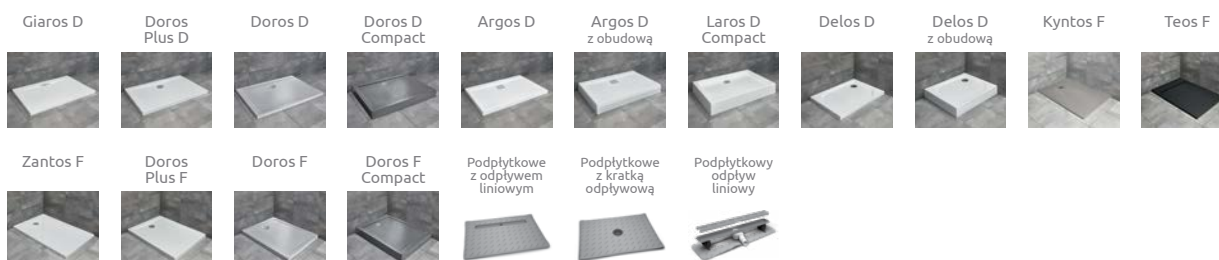 Giaros D
Doros
Plus D
Doros D
Doros D
Compact
Argos D
Argos D
z obudową
Laros D
Compact
Delos D
Delos D
z obudową
Kyntos F
Teos F
Zantos F
Doros
Plus F
Doros F
Doros F
Compact
Podpłytkowe
z odpływem
liniowym
Podpłytkowe
z kratką
odpływową
Podpłytkowy
odpływ
liniowy